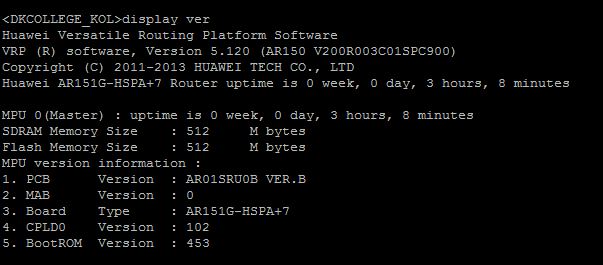 <DKCOLLEGE_KOL>display ver
Huawei Versatile Routing Platform Software
VRP (R) software, Version 5.120 (AR150 V200R003C01SPC900)
Copyright (C) 2011-2013 HUAWEI TECH CO., LTD
Huawei AR151G-HSPA+7 Router uptime is 0 week, 0 day, 3 hours, 8 minutes
MPU 0(Master) : uptime is 0 week, 0 day, 3 hours, 8 minutes
SDRAM Memory Size    : 512     M bytes
Flash Memory Size    : 512     M bytes
MPU version information :
1. PCB      Version  : AR01SRU0B VER.B
2. MAB      Version  : 0
3. Board    Type     : AR151G-HSPA+7
4. CPLD0    Version  : 102
5. BootROM  Version  : 453